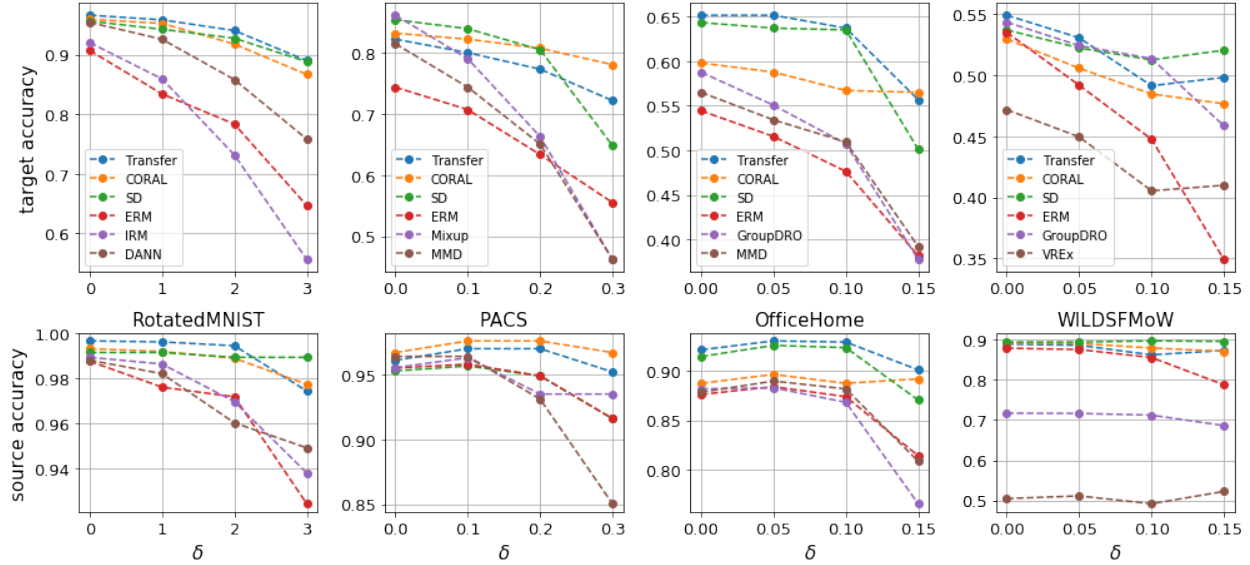 target accuracy
0.9
0.8
0.7
0.6
0
1
2
3
Transfer
CORAL
SD
ERM
IRM
DANN
0.8
0.7
0.6
0.5
0.0
0.1
0.2
0.3
Transfer
CORAL
SD
ERM
Mixup
MMD
0.65
0.60
0.55
0.50
0.45
0.40
0.00
0.05
0.10
0.15
Transfer
CORAL
SD
ERM
GroupDRO
MMD
0.55
0.50
0.45
0.40
0.35
0.00
0.05
0.10
0.15
Transfer
CORAL
SD
ERM
GroupDRO
VREx
source accuracy
RotatedMNIST
1.00
0.98
0.96
0.94
0
1
2
3
δ
PACS
0.95
0.90
0.85
0.0
0.1
0.2
0.3
δ
OfficeHome
0.90
0.85
0.80
0.00
0.05
0.10
0.15
δ
WILDSFMoW
0.9
0.8
0.7
0.6
0.5
0.00
0.05
0.10
0.15
δ